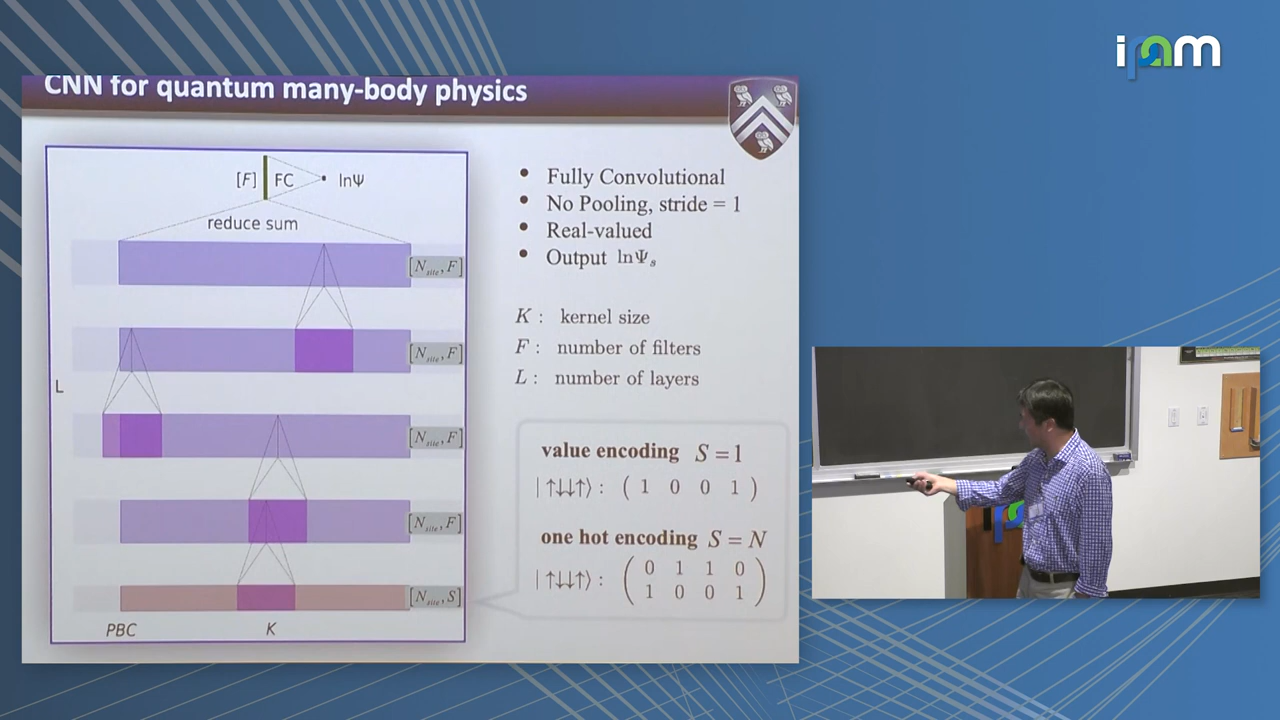 ipam
CNN for quantum many-body physics
[F] FC lnΨ
reduce sum
[N_site, F]
[N_site, F]
L
[N_site, F]
[N_site, F]
[N_site, S]
PBC K
• Fully Convolutional
• No Pooling, stride = 1
• Real-valued
• Output lnΨ_s
K : kernel size
F : number of filters
L : number of layers
value encoding S = 1
|↑↓↓↑⟩ : ( 1 0 0 1 )
one hot encoding S = N
|↑↓↓↑⟩ : ( 0 1 1 0
1 0 0 1 )